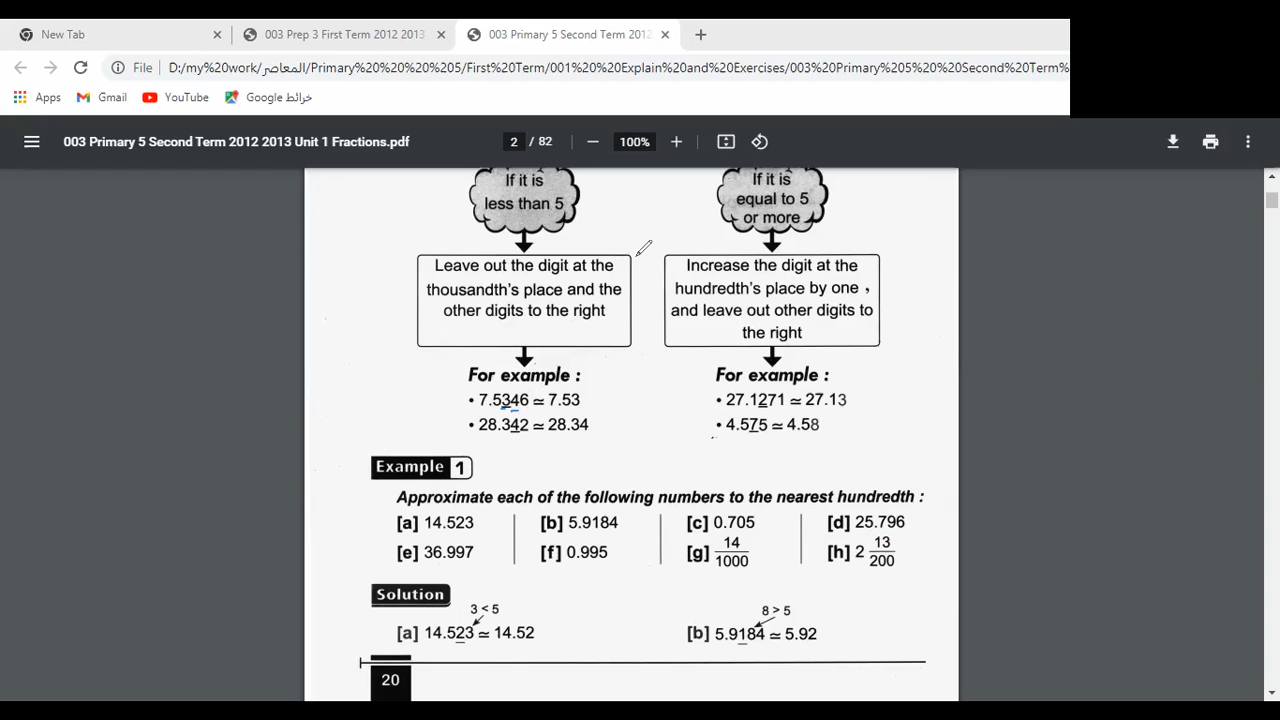 New Tab
003 Prep 3 First Term 2012 2013
003 Primary 5 Second Term 2012
File D:/my%20work/المعاصر/Primary%20%20%20%205/First%20Term/001%20%20Explain%20and%20Exercises/003%20Primary%205%20%20Second%20Term%
Apps Gmail YouTube خرائط Google
003 Primary 5 Second Term 2012 2013 Unit 1 Fractions.pdf 2 / 82 100%
If it is
less than 5
If it is
equal to 5
or more
Leave out the digit at the
thousandth's place and the
other digits to the right
Increase the digit at the
hundredth's place by one ,
and leave out other digits to
the right
For example :
• 7.5346 ≃ 7.53
• 28.342 ≃ 28.34
For example :
• 27.1271 ≃ 27.13
• 4.575 ≃ 4.58
Example 1
Approximate each of the following numbers to the nearest hundredth :
[a] 14.523 [b] 5.9184 [c] 0.705 [d] 25.796
[e] 36.997 [f] 0.995 [g] 14/1000 [h] 2 13/200
Solution
3 < 5 8 > 5
[a] 14.523 ≃ 14.52 [b] 5.9184 ≃ 5.92
20